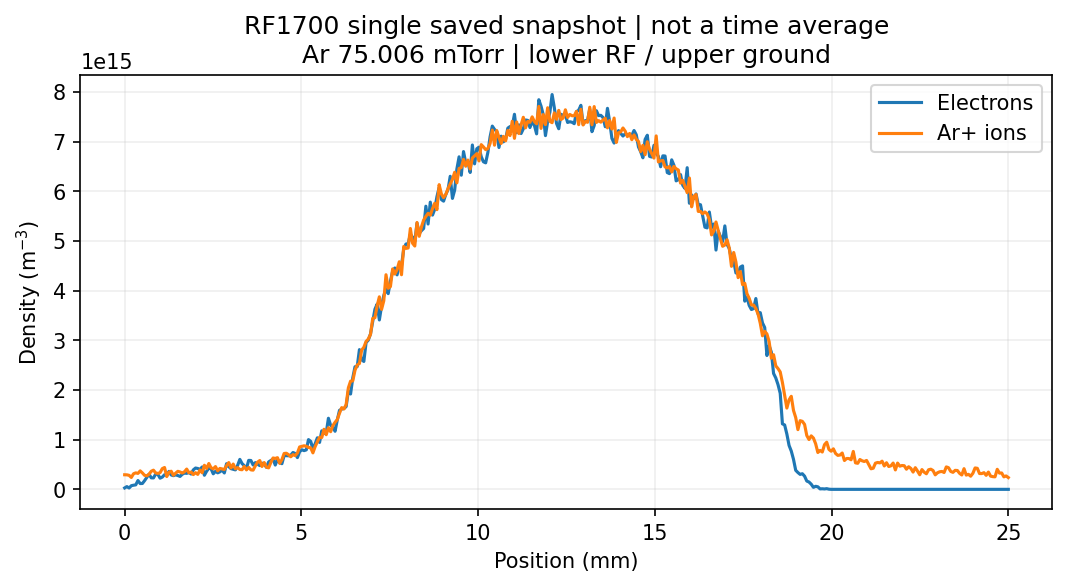 RF1700 single saved snapshot | not a time average
Ar 75.006 mTorr | lower RF / upper ground
1e15
8
7
6
5
4
3
2
1
0
Density (m⁻³)
Electrons
Ar+ ions
0 5 10 15 20 25
Position (mm)